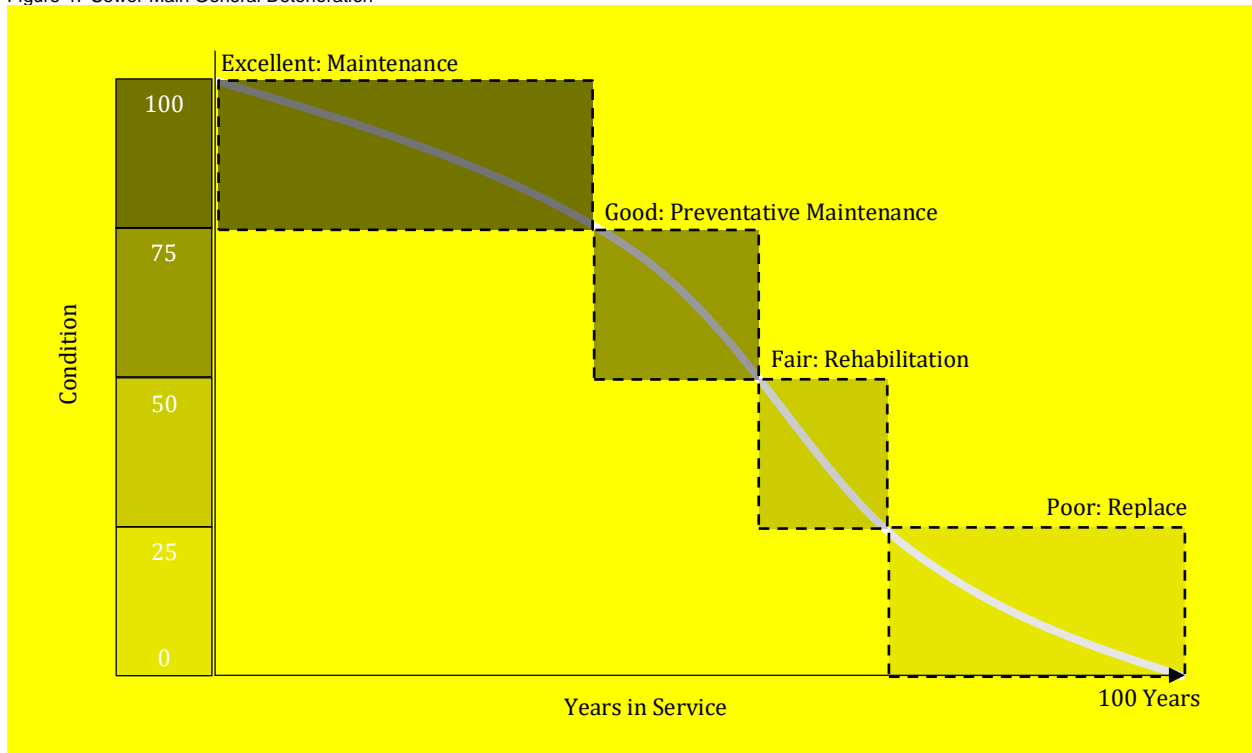 Figure 1: Sewer Main General Deterioration
Excellent: Maintenance
100
Good: Preventative Maintenance
75
Condition
Fair: Rehabilitation
50
Poor: Replace
25
0
100 Years
Years in Service